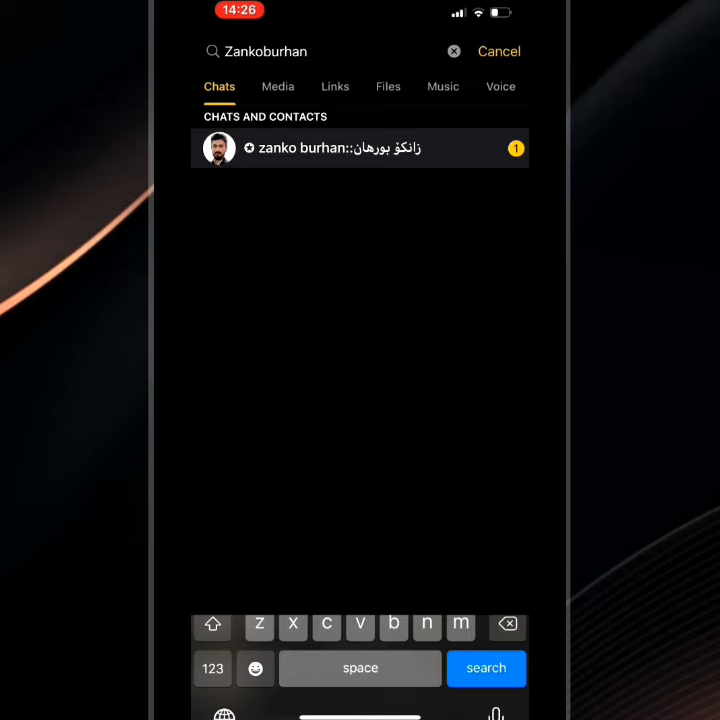 14:26
Zankoburhan
Cancel
Chats Media Links Files Music Voice
CHATS AND CONTACTS
✪ zanko burhan::زانکۆ بورهان
1
z x c v b n m
123 space search